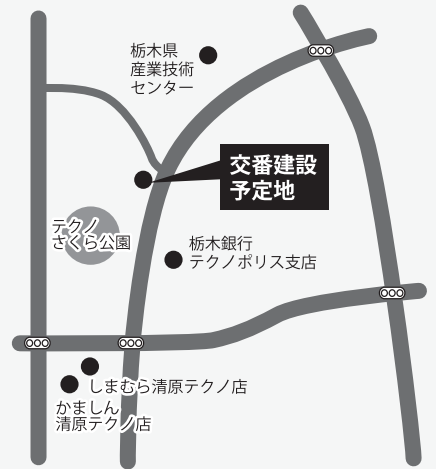 栃木県
産業技術
センター
交番建設
予定地
テクノ
さくら公園
栃木銀行
テクノポリス支店
しまむら清原テクノ店
かましん
清原テクノ店